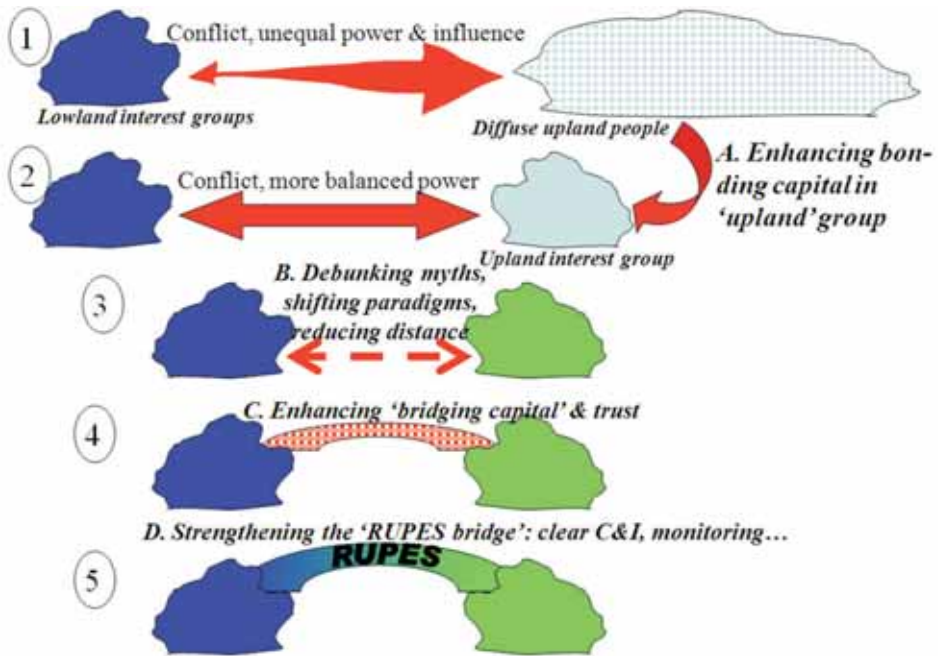 1
Conflict, unequal power & influence
Lowland interest groups
Diffuse upland people
A. Enhancing bon-
ding capital in
‘upland’ group
2
Conflict, more balanced power
Upland interest group
3
B. Debunking myths,
shifting paradigms,
reducing distance
4
C. Enhancing ‘bridging capital’ & trust
D. Strengthening the ‘RUPES bridge’: clear C&I, monitoring…
5
RUPES